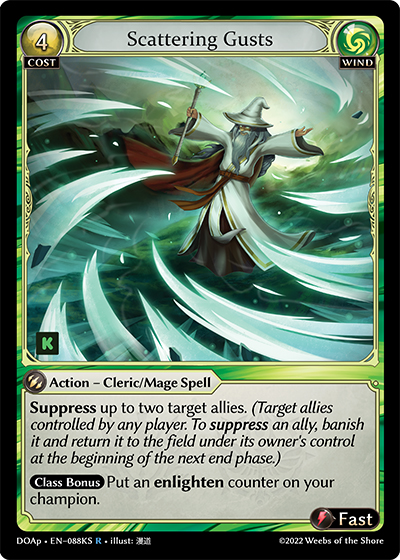 4
Scattering Gusts
COST
WIND
K
Action – Cleric/Mage Spell
Suppress up to two target allies. (Target allies
controlled by any player. To suppress an ally, banish
it and return it to the field under its owner's control
at the beginning of the next end phase.)
Class Bonus Put an enlighten counter on your
champion.
Fast
DOAp • EN-088KS R • illust: 漫道
©2022 Weebs of the Shore